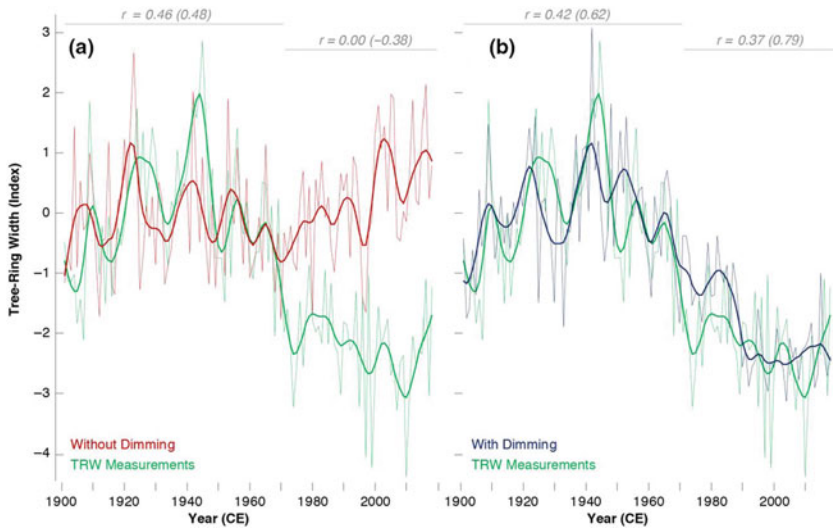 r = 0.46 (0.48)
r = 0.00 (−0.38)
r = 0.42 (0.62)
r = 0.37 (0.79)
(a)
(b)
Tree-Ring Width (Index)
3
2
1
0
−1
−2
−3
−4
Without Dimming
TRW Measurements
With Dimming
TRW Measurements
1900 1920 1940 1960 1980 2000
1900 1920 1940 1960 1980 2000
Year (CE)
Year (CE)